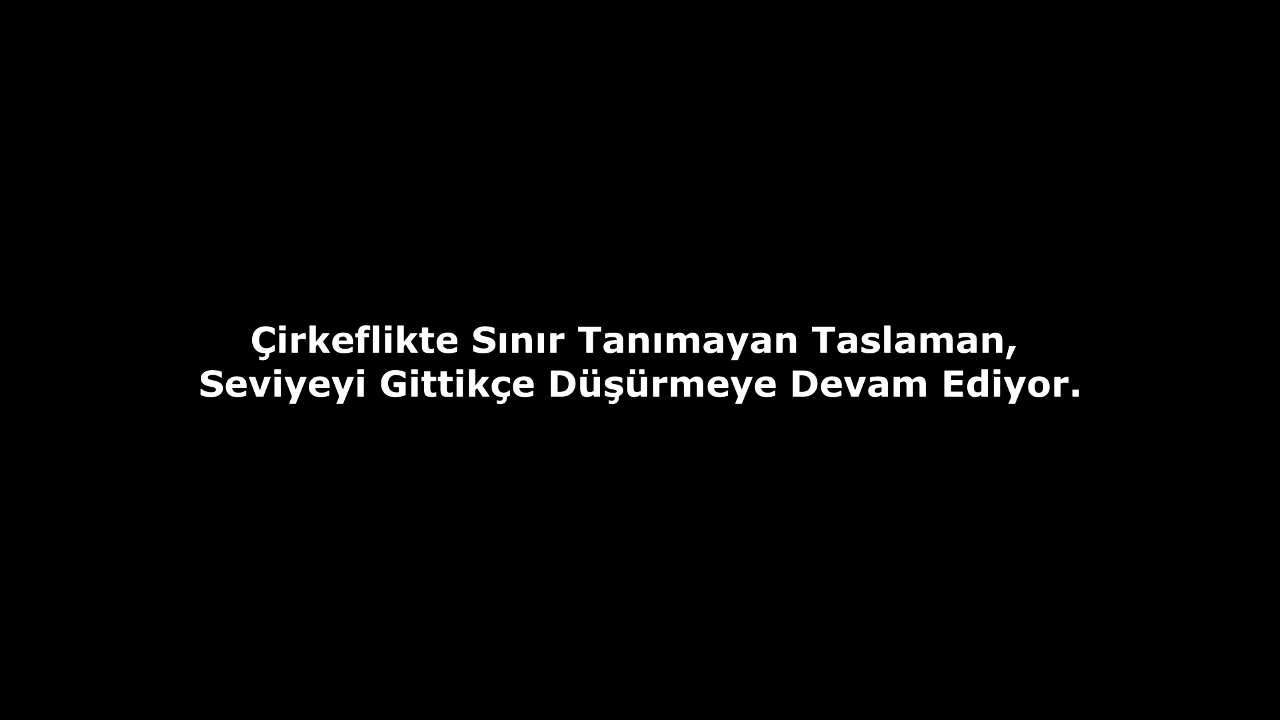 Çirkeflikte Sınır Tanımayan Taslaman,
Seviyeyi Gittikçe Düşürmeye Devam Ediyor.